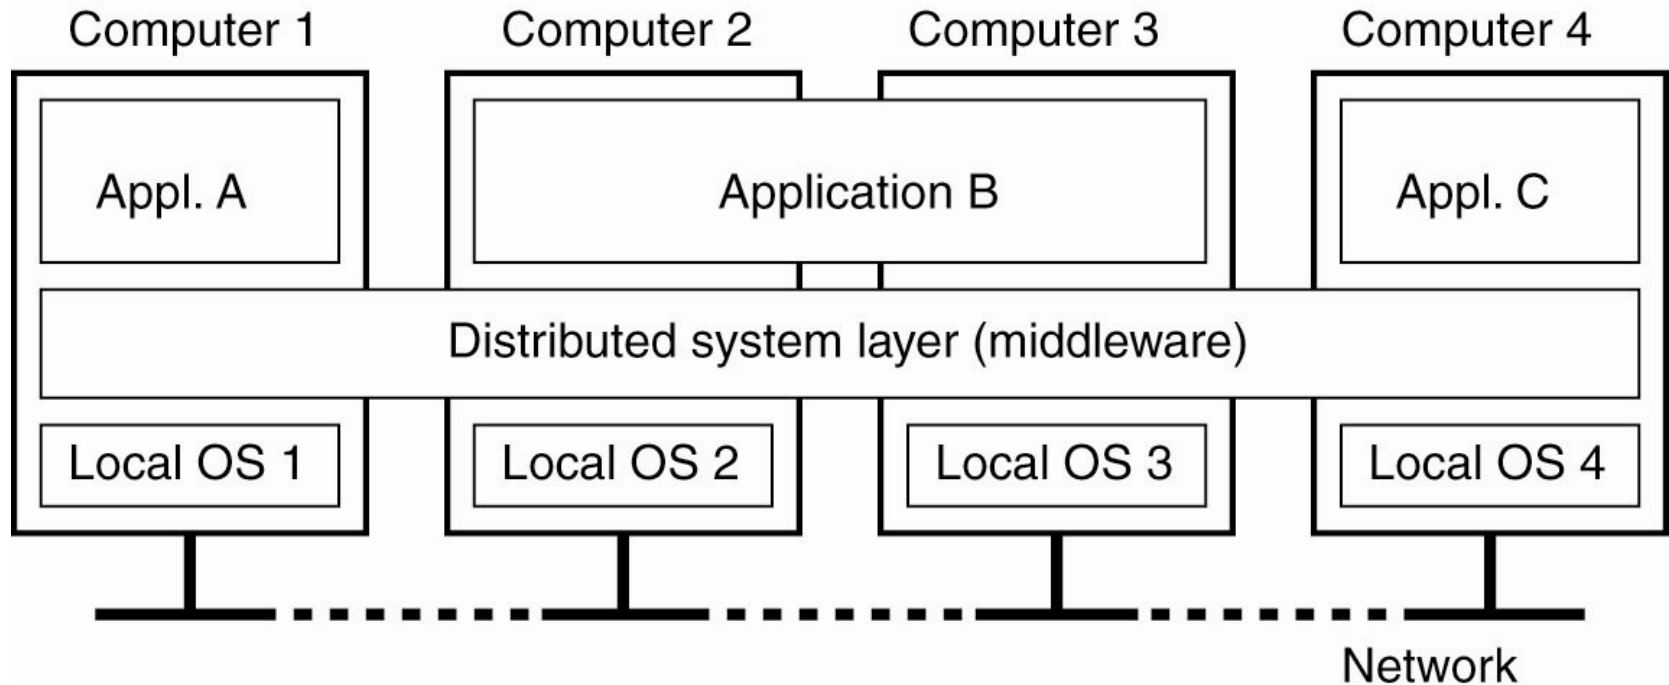 Computer 1
Computer 2
Computer 3
Computer 4
Appl. A
Application B
Appl. C
Distributed system layer (middleware)
Local OS 1
Local OS 2
Local OS 3
Local OS 4
Network